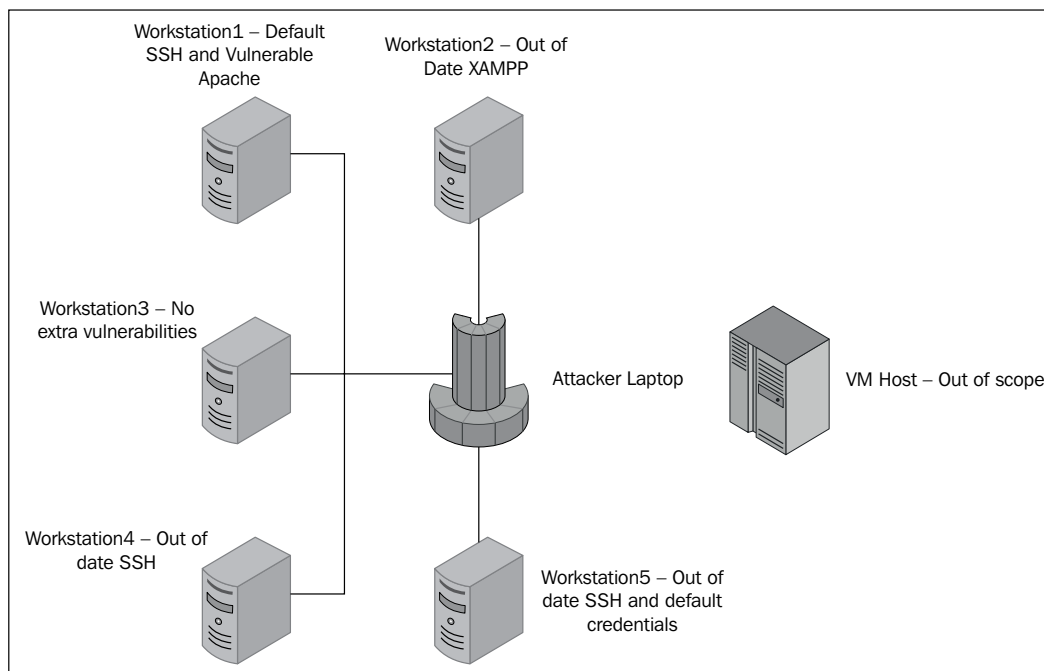 Workstation1 – Default
SSH and Vulnerable
Apache
Workstation2 – Out of
Date XAMPP
Workstation3 – No
extra vulnerabilities
Attacker Laptop
VM Host – Out of scope
Workstation4 – Out of
date SSH
Workstation5 – Out of
date SSH and default
credentials